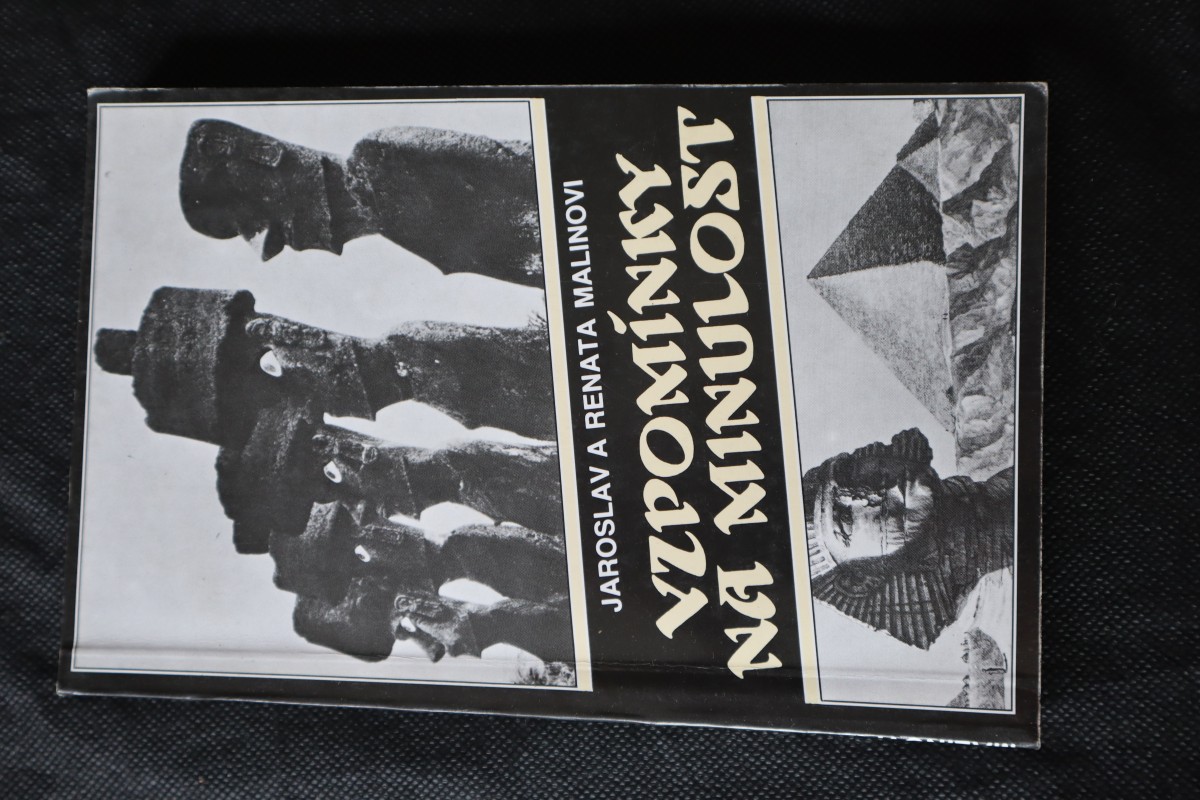 JAROSLAV A RENATA MALINOVI
VZPOMÍNKY
NA MINULOST